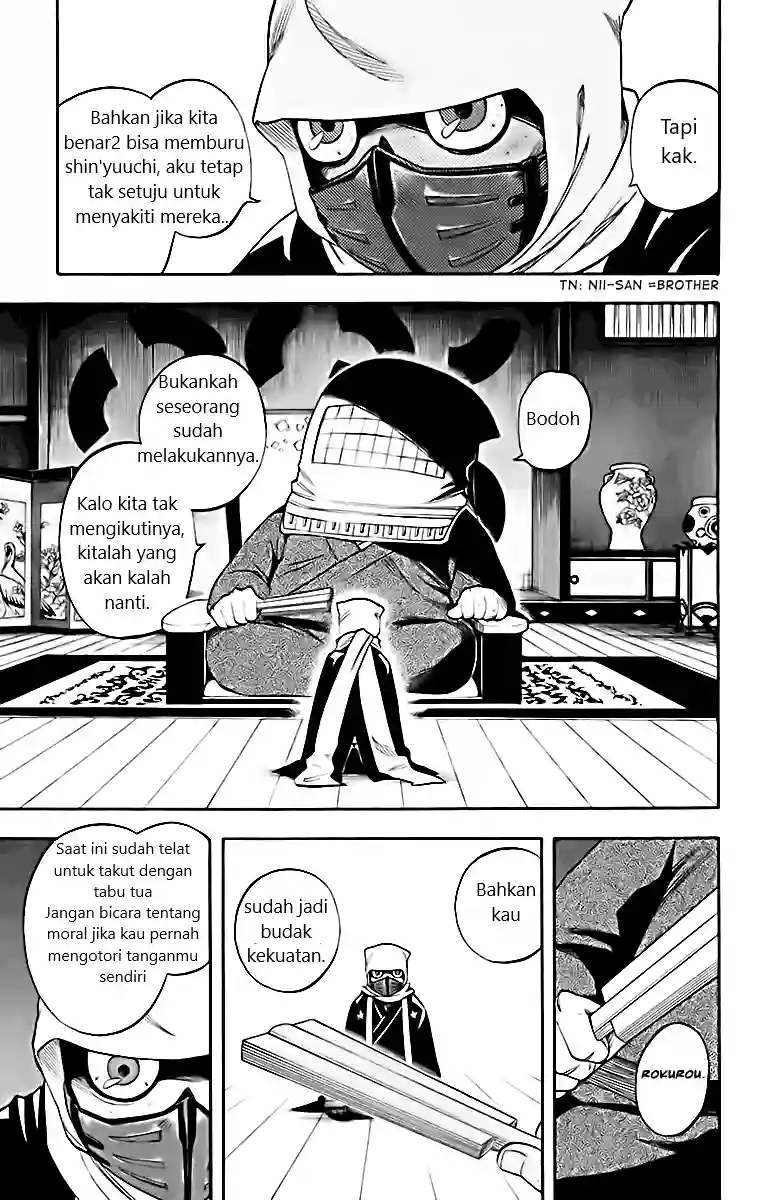 Tapi
kak.
Bahkan jika kita
benar2 bisa memburu
shin'yuuchi, aku tetap
tak setuju untuk
menyakiti mereka..
TN: NII-SAN =BROTHER
Bodoh
Bukankah
seseorang
sudah
melakukannya.
Kalo kita tak
mengikutinya,
kitalah yang
akan kalah
nanti.
ROKUROU.
Bahkan
kau
sudah jadi
budak
kekuatan.
Saat ini sudah telat
untuk takut dengan
tabu tua
Jangan bicara tentang
moral jika kau pernah
mengotori tanganmu
sendiri